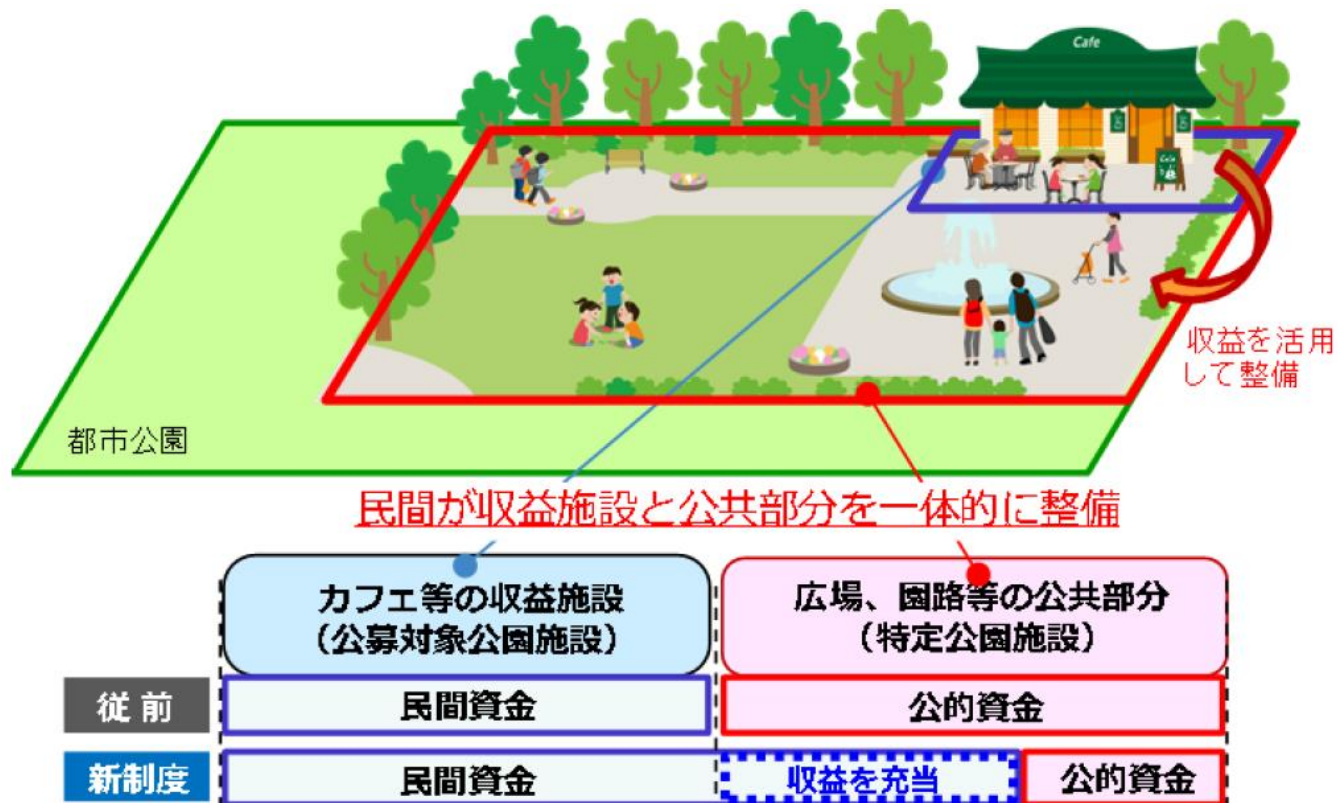 Cafe
Cafe
収益を活用
して整備
都市公園
民間が収益施設と公共部分を一体的に整備
カフェ等の収益施設
(公募対象公園施設)
広場、園路等の公共部分
(特定公園施設)
従前
民間資金
公的資金
新制度
民間資金
収益を充当
公的資金